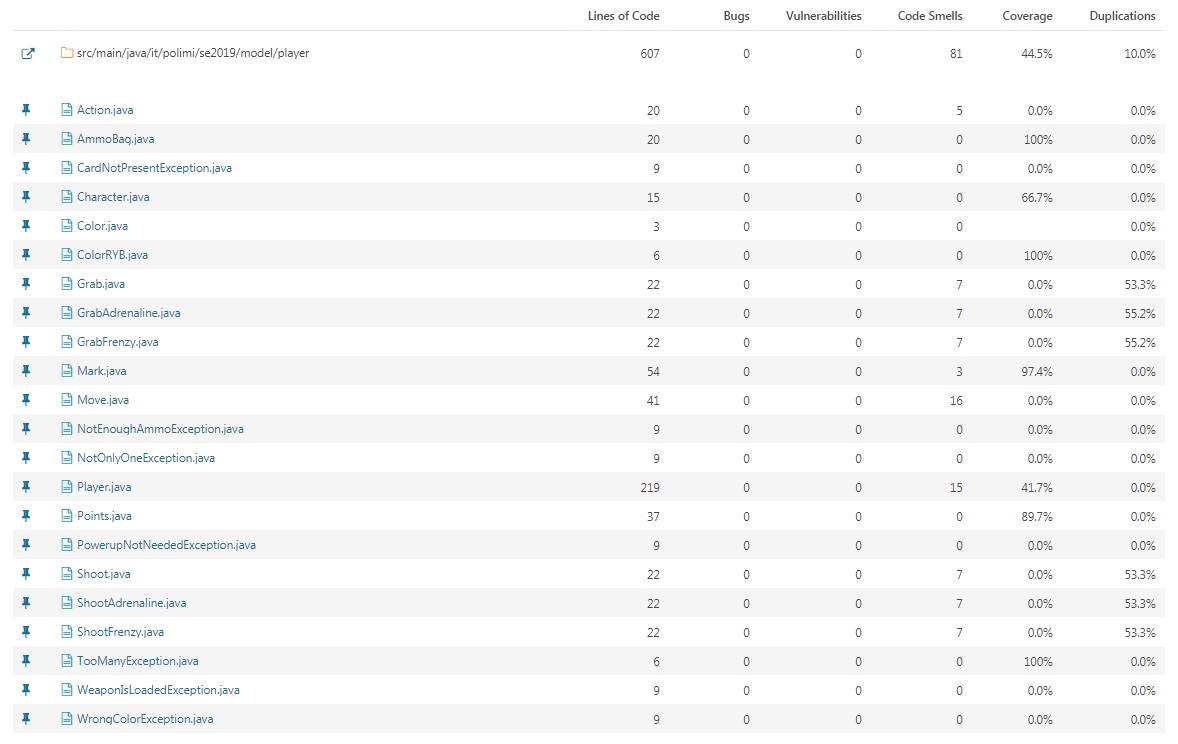 Lines of Code Bugs Vulnerabilities Code Smells Coverage Duplications
src/main/java/it/polimi/se2019/model/player 607 0 0 81 44.5% 10.0%
Action.java 20 0 0 5 0.0% 0.0%
AmmoBag.java 20 0 0 0 100% 0.0%
CardNotPresentException.java 9 0 0 0 0.0% 0.0%
Character.java 15 0 0 0 66.7% 0.0%
Color.java 3 0 0 0 0.0%
ColorRYB.java 6 0 0 0 100% 0.0%
Grab.java 22 0 0 7 0.0% 53.3%
GrabAdrenaline.java 22 0 0 7 0.0% 55.2%
GrabFrenzy.java 22 0 0 7 0.0% 55.2%
Mark.java 54 0 0 3 97.4% 0.0%
Move.java 41 0 0 16 0.0% 0.0%
NotEnoughAmmoException.java 9 0 0 0 0.0% 0.0%
NotOnlyOneException.java 9 0 0 0 0.0% 0.0%
Player.java 219 0 0 15 41.7% 0.0%
Points.java 37 0 0 0 89.7% 0.0%
PowerupNotNeededException.java 9 0 0 0 0.0% 0.0%
Shoot.java 22 0 0 7 0.0% 53.3%
ShootAdrenaline.java 22 0 0 7 0.0% 53.3%
ShootFrenzy.java 22 0 0 7 0.0% 53.3%
TooManyException.java 6 0 0 0 100% 0.0%
WeaponIsLoadedException.java 9 0 0 0 0.0% 0.0%
WrongColorException.java 9 0 0 0 0.0% 0.0%